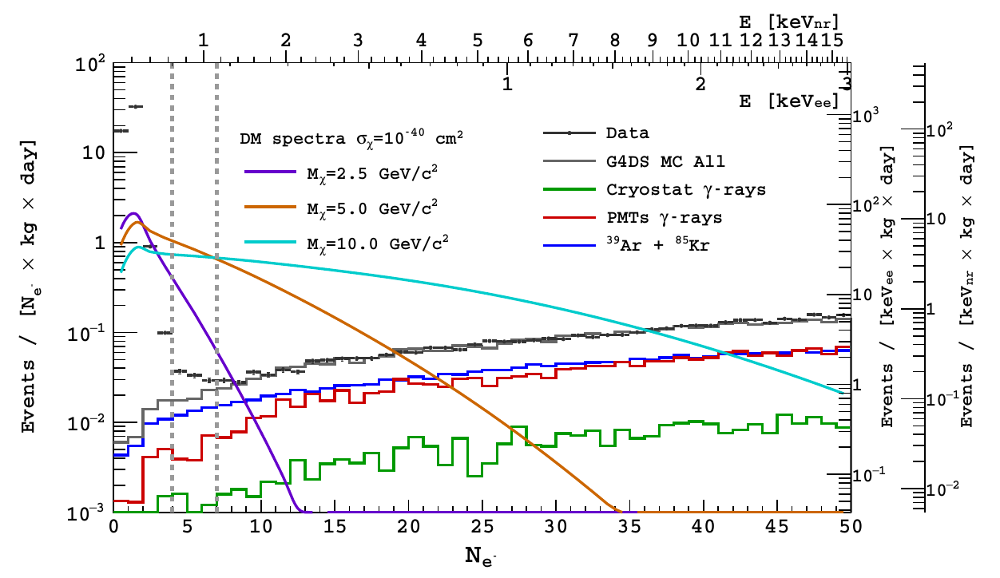 E [keVnr]
1 2 3 4 5 6 7 8 9 10 11 12 13 14 15
1 2 3
E [keVee]
Events / [Ne- × kg × day]
10² 10 1 10⁻¹ 10⁻² 10⁻³
DM spectra σχ=10⁻⁴⁰ cm²
Mχ=2.5 GeV/c²
Mχ=5.0 GeV/c²
Mχ=10.0 GeV/c²
Data
G4DS MC All
Cryostat γ-rays
PMTs γ-rays
³⁹Ar + ⁸⁵Kr
10³ 10² 10 1 10⁻¹
Events / [keVee × kg × day]
10² 10 1 10⁻¹ 10⁻²
Events / [keVnr × kg × day]
0 5 10 15 20 25 30 35 40 45 50
Ne-